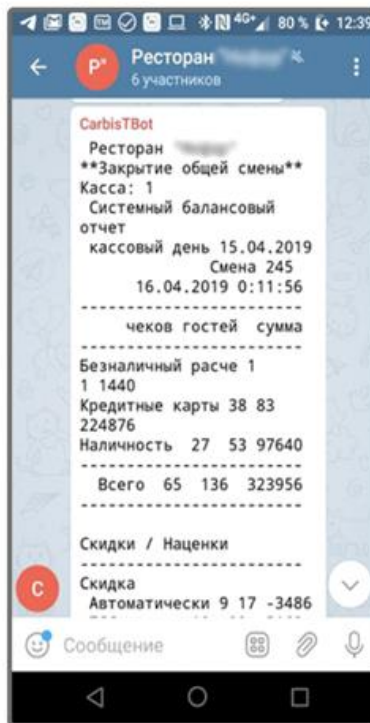 4G+ 80 % 12:39
Р*
Ресторан
6 участников
CarbisTBot
Ресторан
**Закрытие общей смены**
Касса: 1
Системный балансовый
отчет
кассовый день 15.04.2019
Смена 245
16.04.2019 0:11:56
-------------------------
чеков гостей сумма
-------------------------
Безналичный расче 1
1 1440
Кредитные карты 38 83
224876
Наличность 27 53 97640
-------------------------
Всего 65 136 323956
-------------------------
Скидки / Наценки
-------------------------
Скидка
С
Автоматически 9 17 -3486
Сообщение